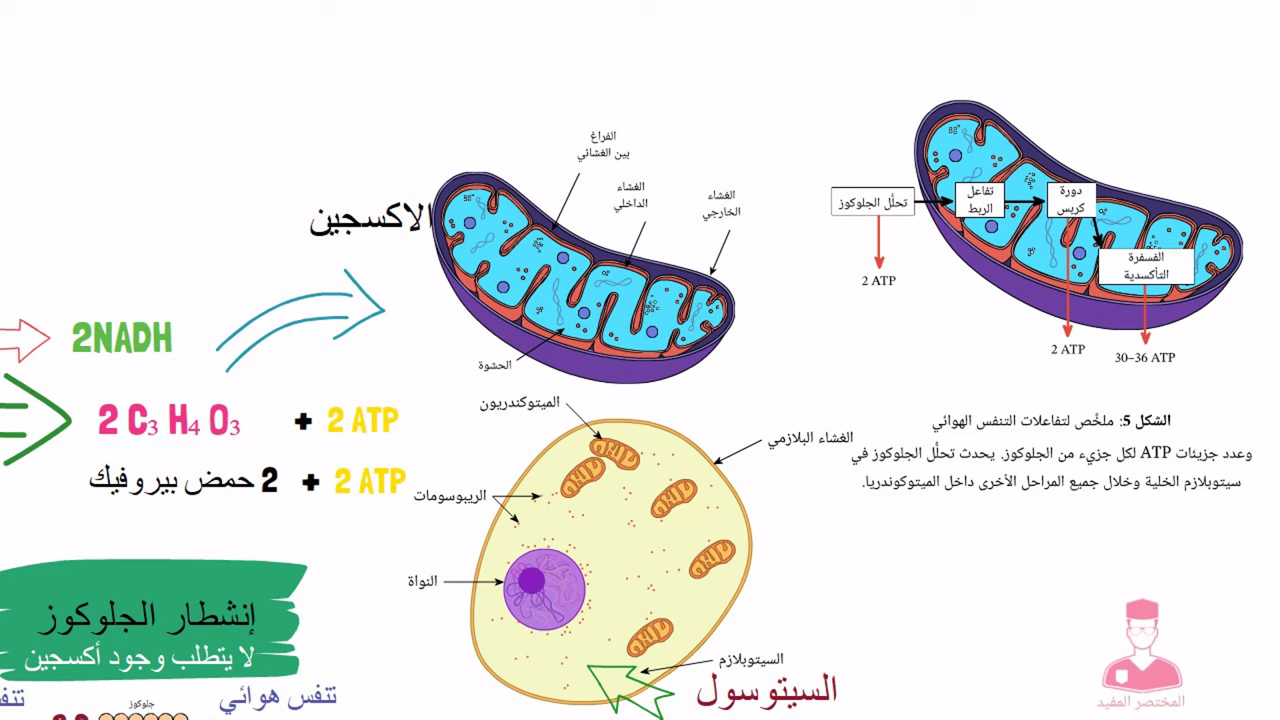 الفراغ
بين الغشائي
الغشاء
الداخلي
الغشاء
الخارجي
الاكسجين
الحشوة
تحلُّل الجلوكوز
تفاعل
الربط
دورة
كربس
الفسفرة
التأكسدية
2 ATP
2 ATP
30–36 ATP
الشكل 5: ملخَّص لتفاعلات التنفس الهوائي
وعدد جزيئات ATP لكل جزيء من الجلوكوز. يحدث تحلُّل الجلوكوز في
سيتوبلازم الخلية وخلال جميع المراحل الأخرى داخل الميتوكوندريا.
2NADH
2 C3 H4 O3 + 2 ATP
2 حمض بيروفيك + 2 ATP
الميتوكندريون
الغشاء البلازمي
الريبوسومات
النواة
السيتوبلازم
السيتوسول
إنشطار الجلوكوز
لا يتطلب وجود أكسجين
تنفس هوائي
جلوكوز
المختصر المفيد